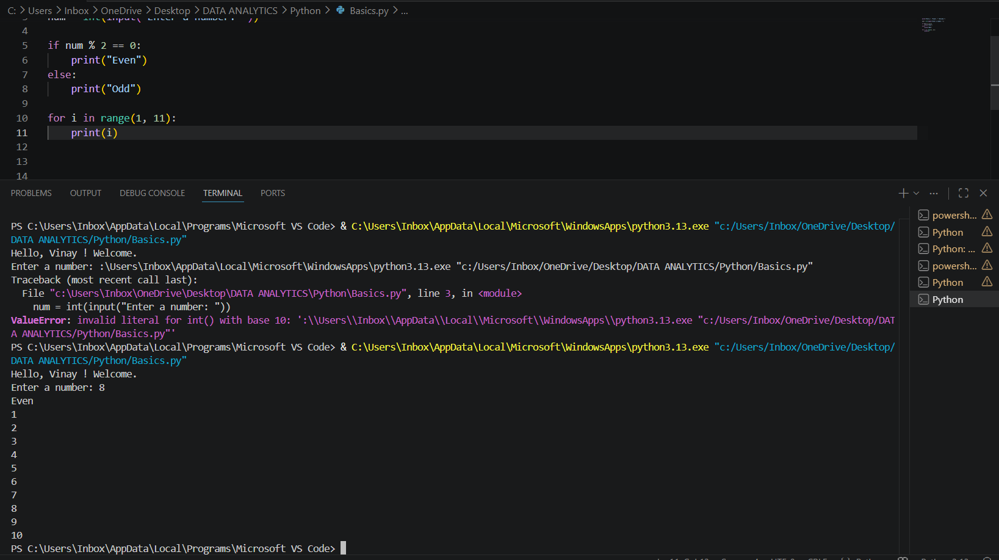 C: > Users > Inbox > OneDrive > Desktop > DATA ANALYTICS > Python > Basics.py > ...
3 num = int(input("Enter a number: "))
4
5 if num % 2 == 0:
6     print("Even")
7 else:
8     print("Odd")
9
10 for i in range(1, 11):
11     print(i)
12
13
14
PROBLEMS OUTPUT DEBUG CONSOLE TERMINAL PORTS
PS C:\Users\Inbox\AppData\Local\Programs\Microsoft VS Code> & C:\Users\Inbox\AppData\Local\Microsoft\WindowsApps\python3.13.exe "c:/Users/Inbox/OneDrive/Desktop/
DATA ANALYTICS/Python/Basics.py"
Hello, Vinay ! Welcome.
Enter a number: :\Users\Inbox\AppData\Local\Microsoft\WindowsApps\python3.13.exe "c:/Users/Inbox/OneDrive/Desktop/DATA ANALYTICS/Python/Basics.py"
Traceback (most recent call last):
  File "c:\Users\Inbox\OneDrive\Desktop\DATA ANALYTICS\Python\Basics.py", line 3, in <module>
    num = int(input("Enter a number: "))
ValueError: invalid literal for int() with base 10: ':\\Users\\Inbox\\AppData\\Local\\Microsoft\\WindowsApps\\python3.13.exe "c:/Users/Inbox/OneDrive/Desktop/DAT
A ANALYTICS/Python/Basics.py"'
PS C:\Users\Inbox\AppData\Local\Programs\Microsoft VS Code> & C:\Users\Inbox\AppData\Local\Microsoft\WindowsApps\python3.13.exe "c:/Users/Inbox/OneDrive/Desktop/
DATA ANALYTICS/Python/Basics.py"
Hello, Vinay ! Welcome.
Enter a number: 8
Even
1
2
3
4
5
6
7
8
9
10
PS C:\Users\Inbox\AppData\Local\Programs\Microsoft VS Code>
powersh...
Python
Python: ...
powersh...
Python
Python